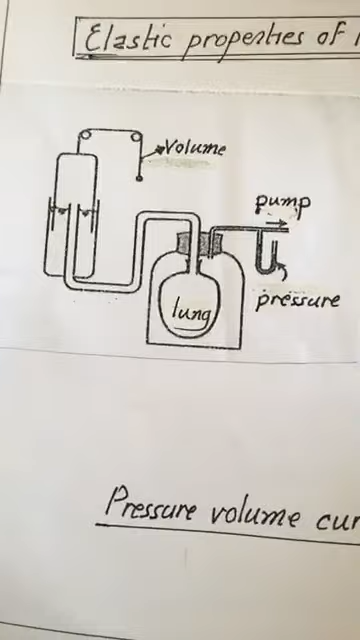 Elastic properties of
Volume
pump
pressure
lung
Pressure volume cur